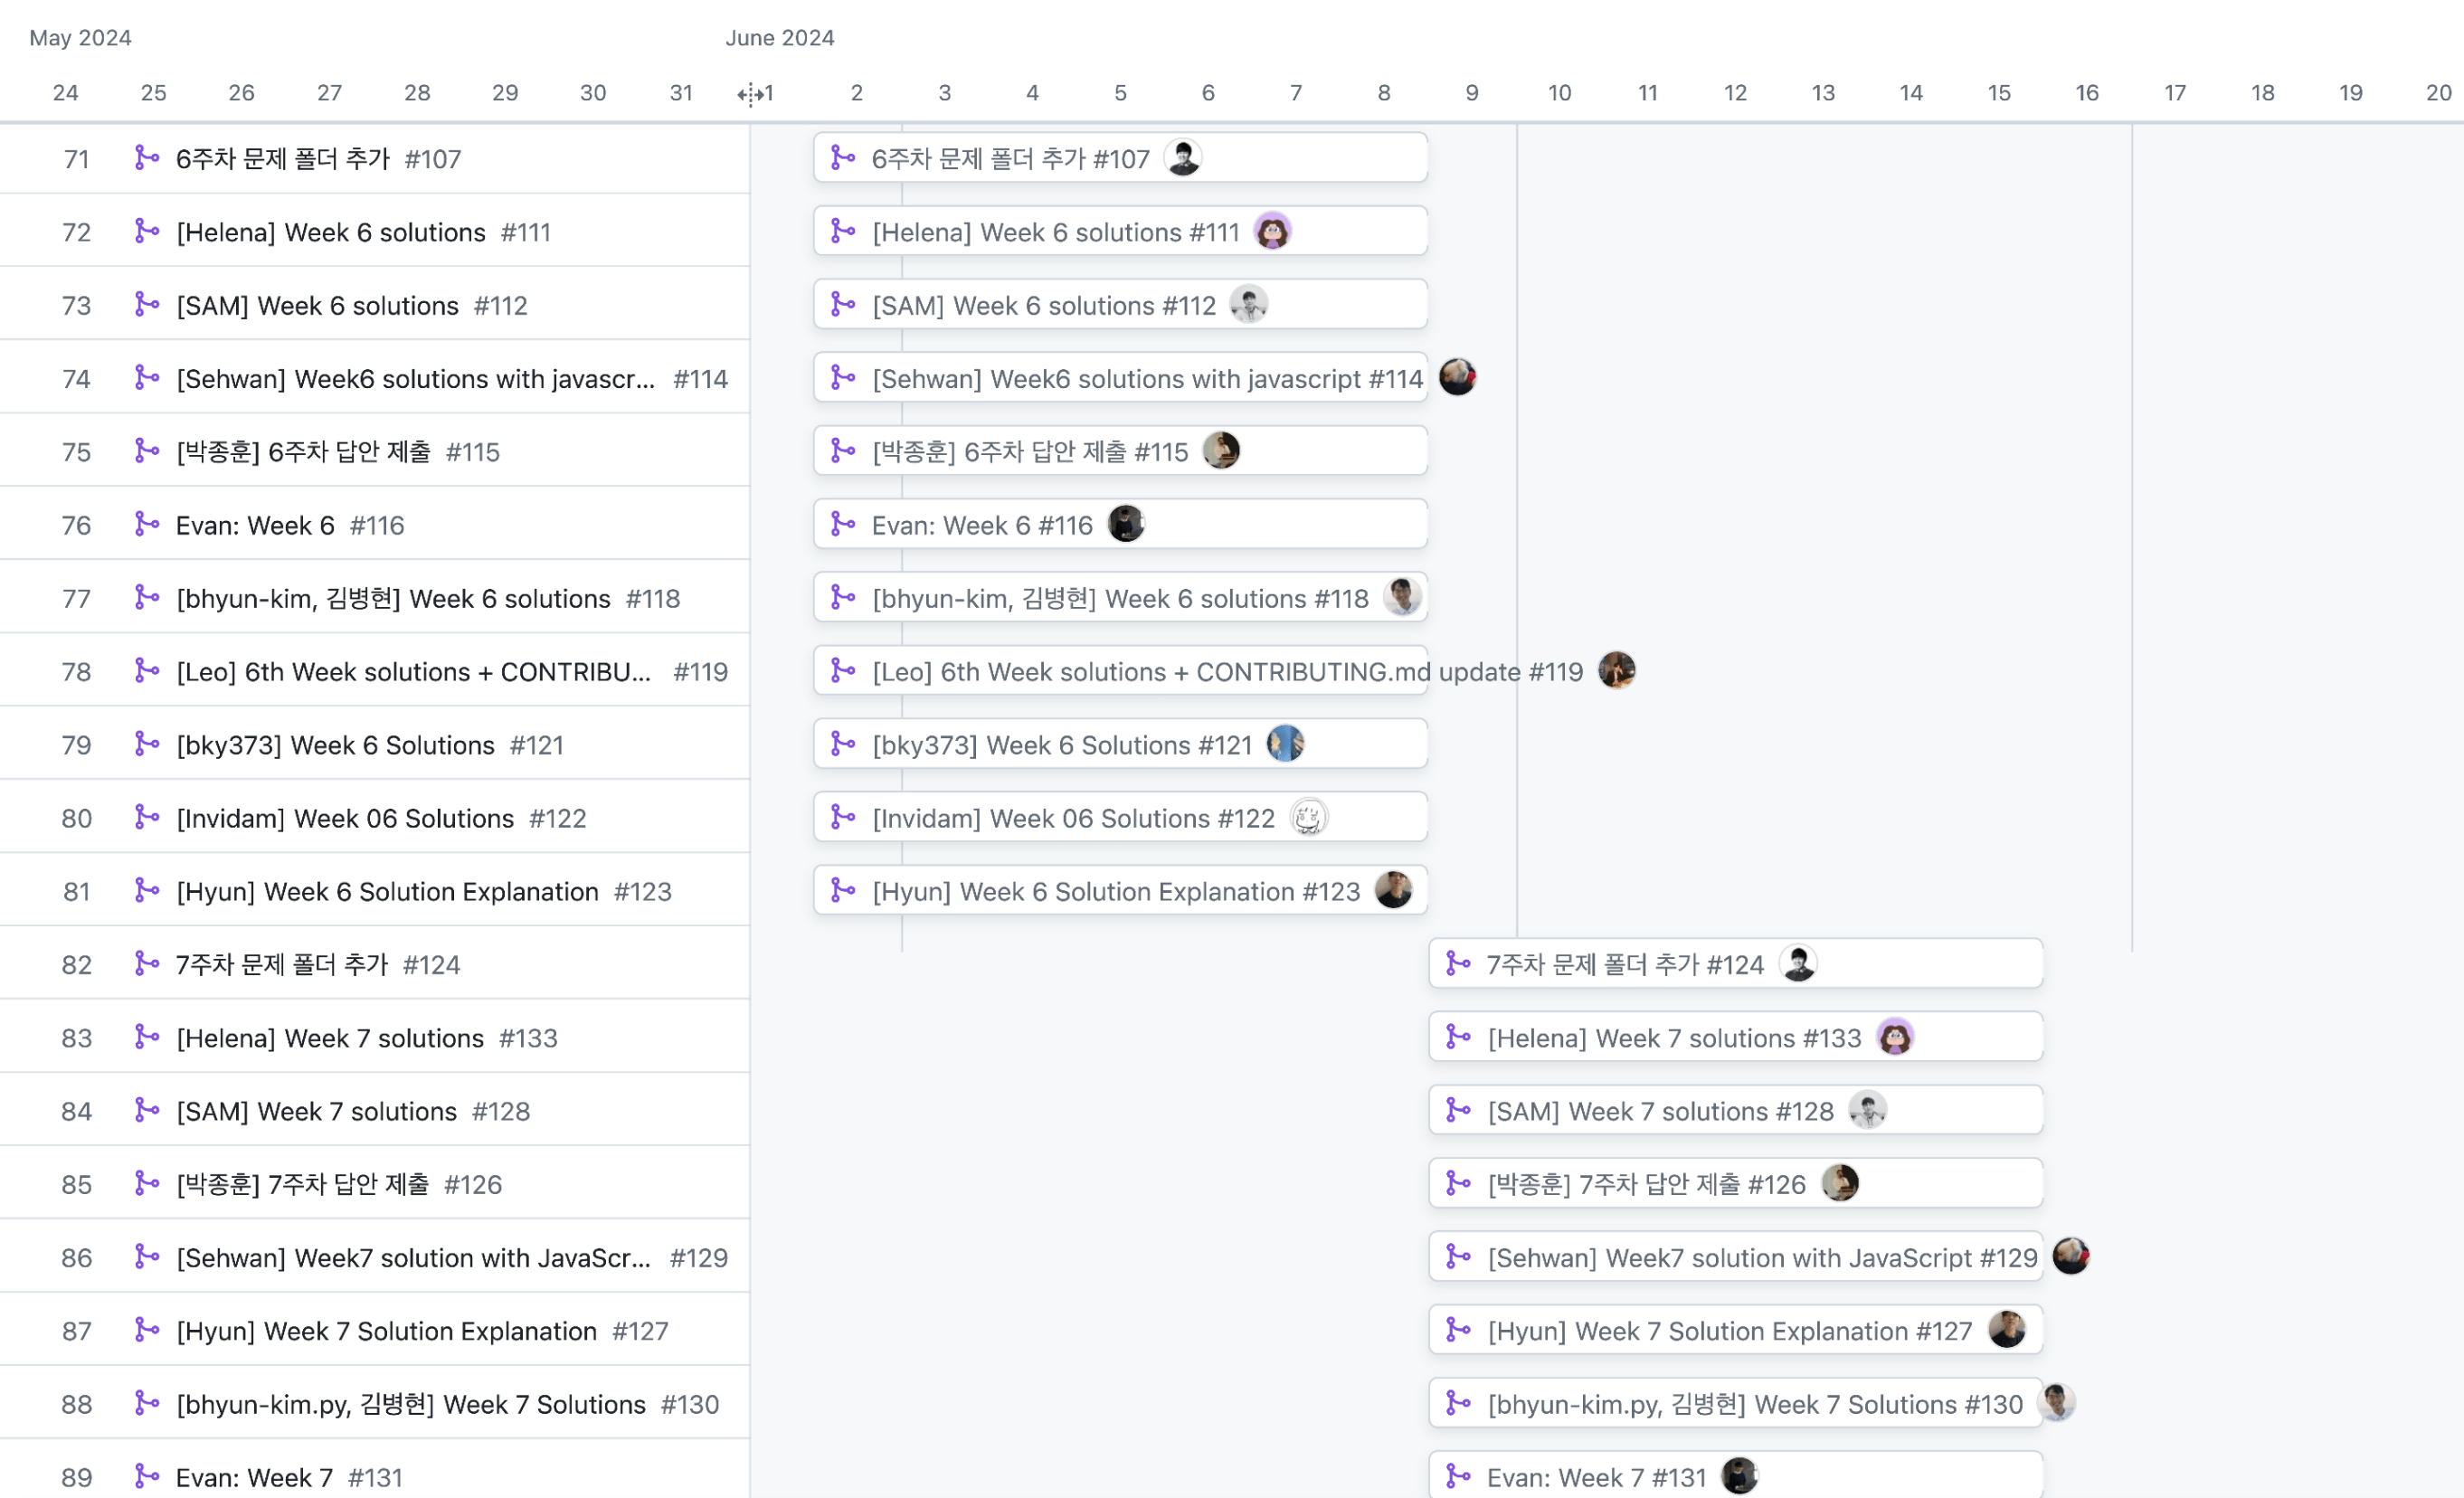 May 2024 June 2024
24 25 26 27 28 29 30 31 1 2 3 4 5 6 7 8 9 10 11 12 13 14 15 16 17 18 19 20
71 6주차 문제 폴더 추가 #107 6주차 문제 폴더 추가 #107
72 [Helena] Week 6 solutions #111 [Helena] Week 6 solutions #111
73 [SAM] Week 6 solutions #112 [SAM] Week 6 solutions #112
74 [Sehwan] Week6 solutions with javascr... #114 [Sehwan] Week6 solutions with javascript #114
75 [박종훈] 6주차 답안 제출 #115 [박종훈] 6주차 답안 제출 #115
76 Evan: Week 6 #116 Evan: Week 6 #116
77 [bhyun-kim, 김병현] Week 6 solutions #118 [bhyun-kim, 김병현] Week 6 solutions #118
78 [Leo] 6th Week solutions + CONTRIBU... #119 [Leo] 6th Week solutions + CONTRIBUTING.md update #119
79 [bky373] Week 6 Solutions #121 [bky373] Week 6 Solutions #121
80 [Invidam] Week 06 Solutions #122 [Invidam] Week 06 Solutions #122
81 [Hyun] Week 6 Solution Explanation #123 [Hyun] Week 6 Solution Explanation #123
82 7주차 문제 폴더 추가 #124 7주차 문제 폴더 추가 #124
83 [Helena] Week 7 solutions #133 [Helena] Week 7 solutions #133
84 [SAM] Week 7 solutions #128 [SAM] Week 7 solutions #128
85 [박종훈] 7주차 답안 제출 #126 [박종훈] 7주차 답안 제출 #126
86 [Sehwan] Week7 solution with JavaScr... #129 [Sehwan] Week7 solution with JavaScript #129
87 [Hyun] Week 7 Solution Explanation #127 [Hyun] Week 7 Solution Explanation #127
88 [bhyun-kim.py, 김병현] Week 7 Solutions #130 [bhyun-kim.py, 김병현] Week 7 Solutions #130
89 Evan: Week 7 #131 Evan: Week 7 #131